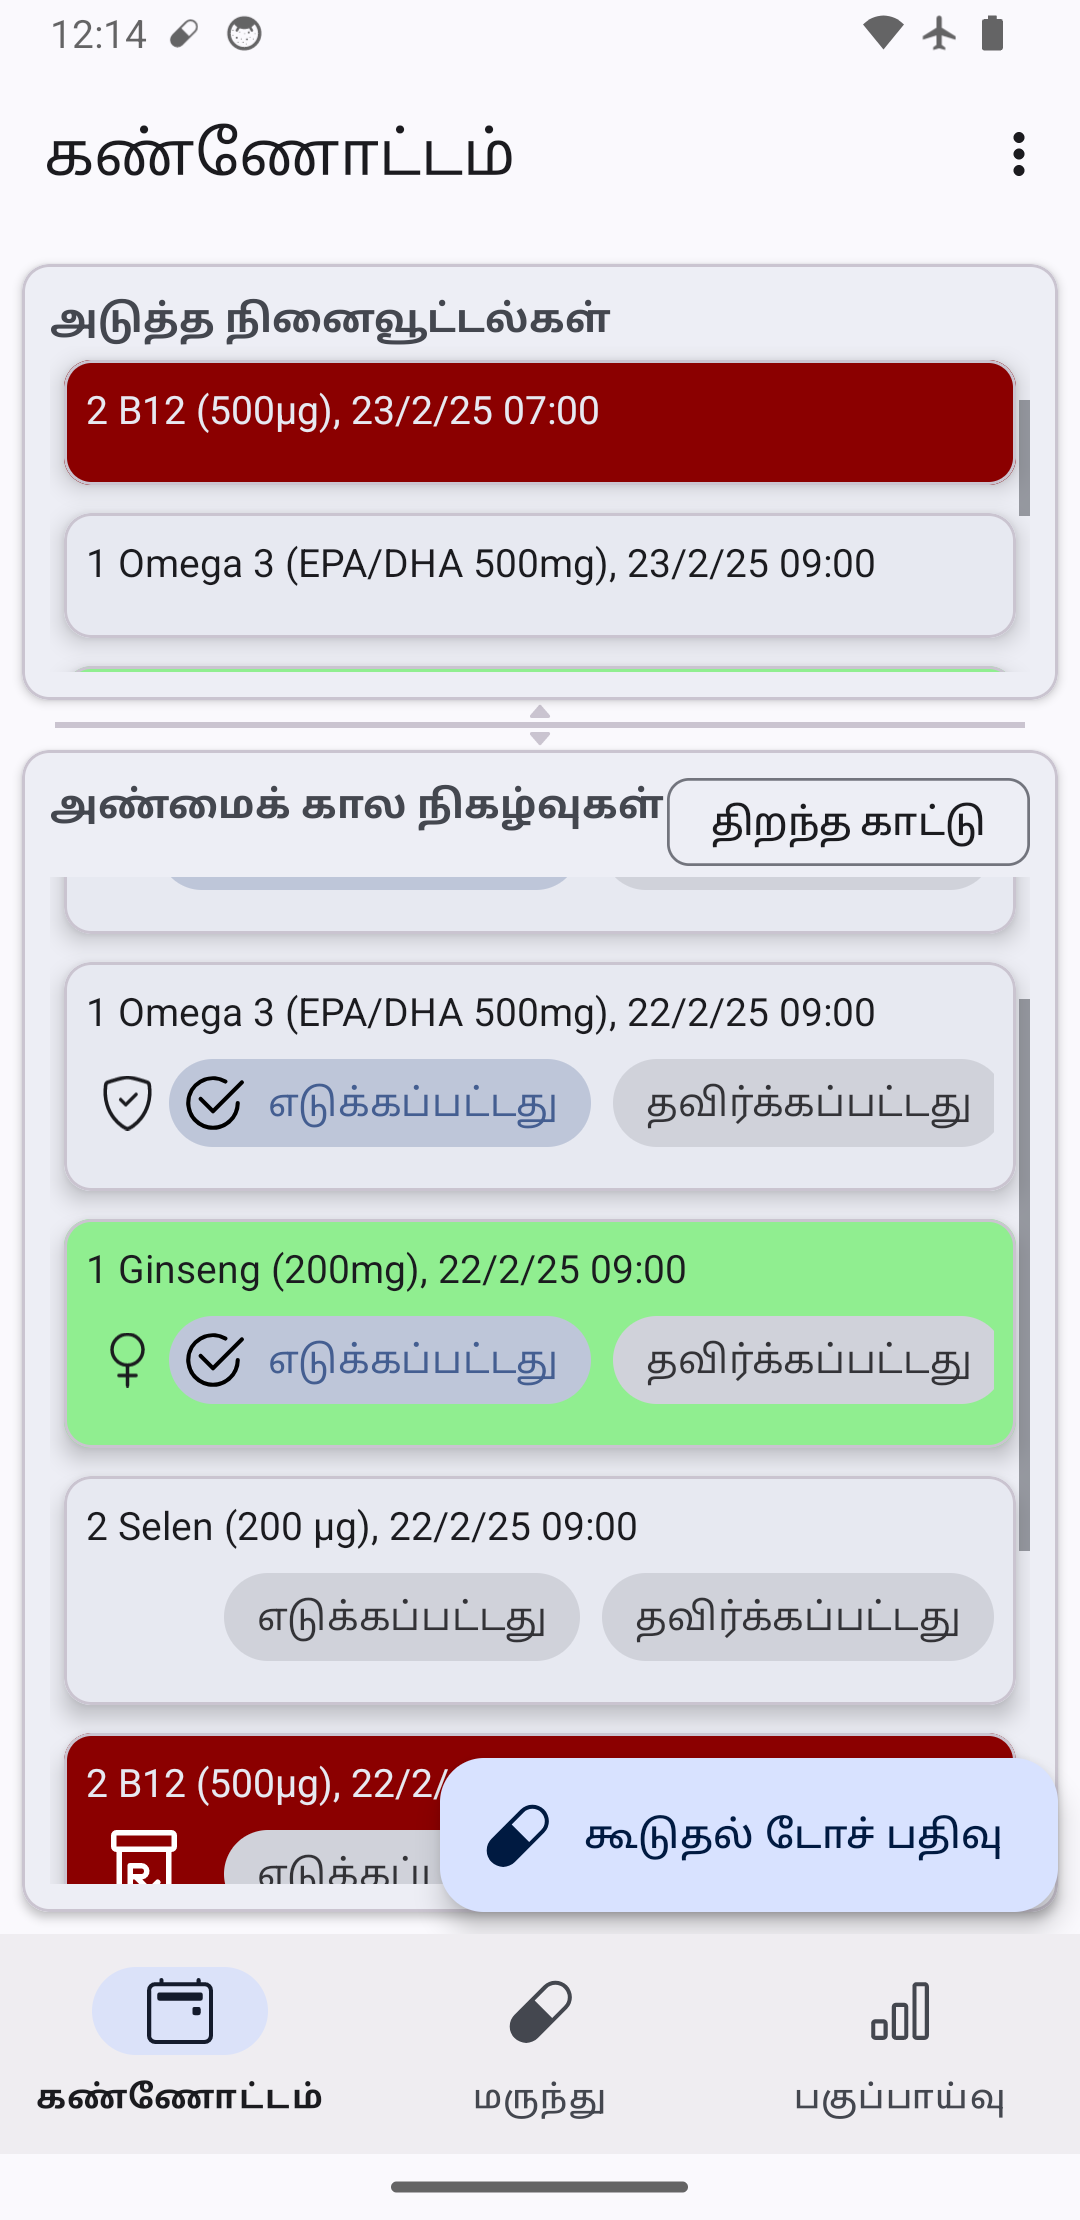 12:14
கண்ணோட்டம்
அடுத்த நினைவூட்டல்கள்
2 B12 (500µg), 23/2/25 07:00
1 Omega 3 (EPA/DHA 500mg), 23/2/25 09:00
அண்மைக் கால நிகழ்வுகள்
திறந்த காட்டு
1 Omega 3 (EPA/DHA 500mg), 22/2/25 09:00
எடுக்கப்பட்டது தவிர்க்கப்பட்டது
1 Ginseng (200mg), 22/2/25 09:00
எடுக்கப்பட்டது தவிர்க்கப்பட்டது
2 Selen (200 µg), 22/2/25 09:00
எடுக்கப்பட்டது தவிர்க்கப்பட்டது
2 B12 (500µg), 22/2/
கூடுதல் டோச் பதிவு
கண்ணோட்டம் மருந்து பகுப்பாய்வு